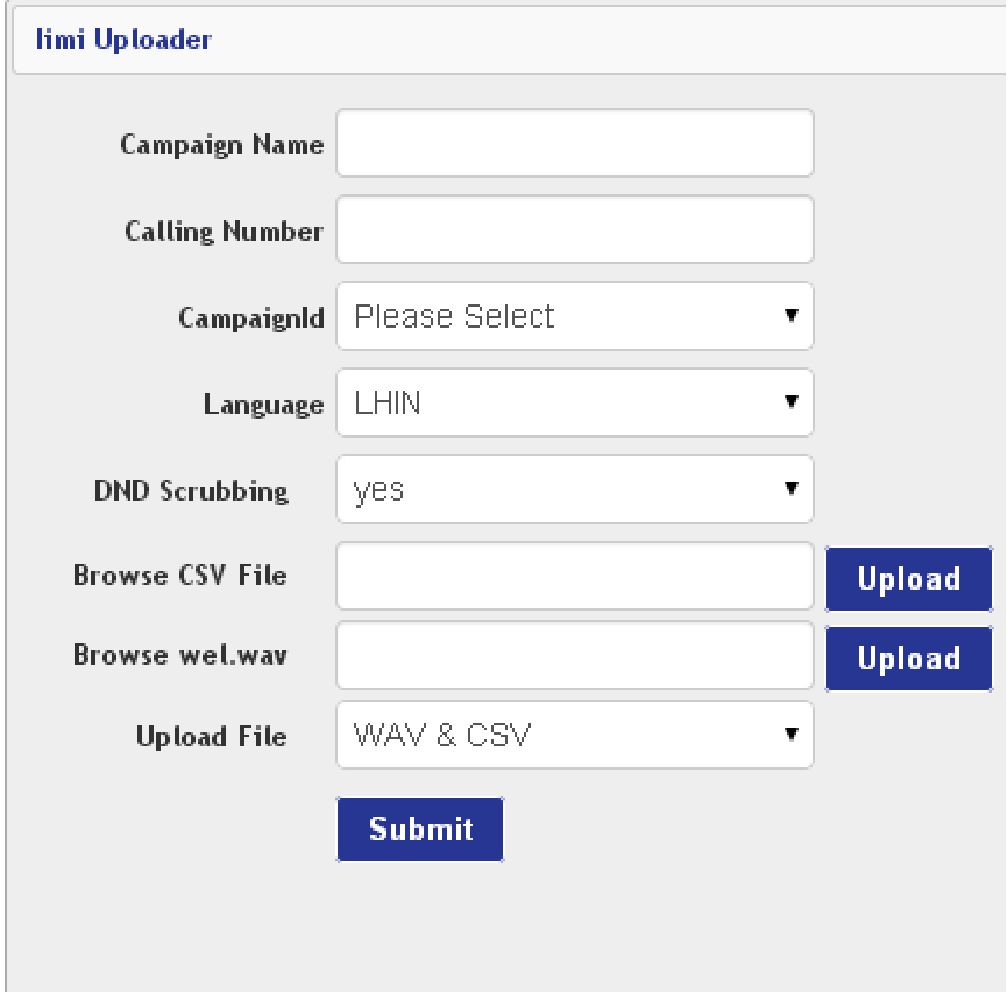 Iimi Uploader
Campaign Name
Calling Number
CampaignId Please Select
Language LHIN
DND Scrubbing yes
Browse CSV File Upload
Browse wel.wav Upload
Upload File WAV & CSV
Submit